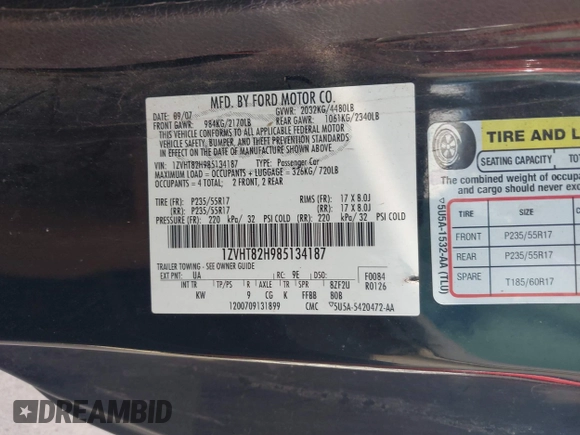 MFD. BY FORD MOTOR CO.
DATE: 09/07 GVWR: 2032KG/4480LB
FRONT GAWR: 984KG/2170LB REAR GAWR: 1061KG/2340LB
THIS VEHICLE CONFORMS TO ALL APPLICABLE FEDERAL MOTOR
VEHICLE SAFETY, BUMPER, AND THEFT PREVENTION STANDARDS
IN EFFECT ON THE DATE OF MANUFACTURE SHOWN ABOVE.
VIN: 1ZVHT82H985134187 TYPE: Passenger Car
MAXIMUM LOAD = OCCUPANTS + LUGGAGE = 326KG/720LB
OCCUPANTS = 4 TOTAL: 2 FRONT, 2 REAR
TIRE (FR): P235/55R17 RIMS (FR): 17 X 8.0J
(RR): P235/55R17 (RR): 17 X 8.0J
PRESSURE (FR): 220 kPa/ 32 PSI COLD (RR): 220 kPa/ 32 PSI COLD
1ZVHT82H985134187
TRAILER TOWING - SEE OWNER GUIDE
EXT PNT: UA RC: 9E DSO: F0084
INT TR TP/PS R AXLE TR SPR BZF2U R0126
KW 9 CG K FFBB BOB
1200709131899 CMC ▽5U5A-5420472-AA
TIRE AND L
SEATING CAPACITY TO
The combined weight of occupa
and cargo should never exc
TIRE SIZE C
FRONT P235/55R17
REAR P235/55R17
SPARE T185/60R17
▽5U5A-1532-AA (TLU)
DREAMBID